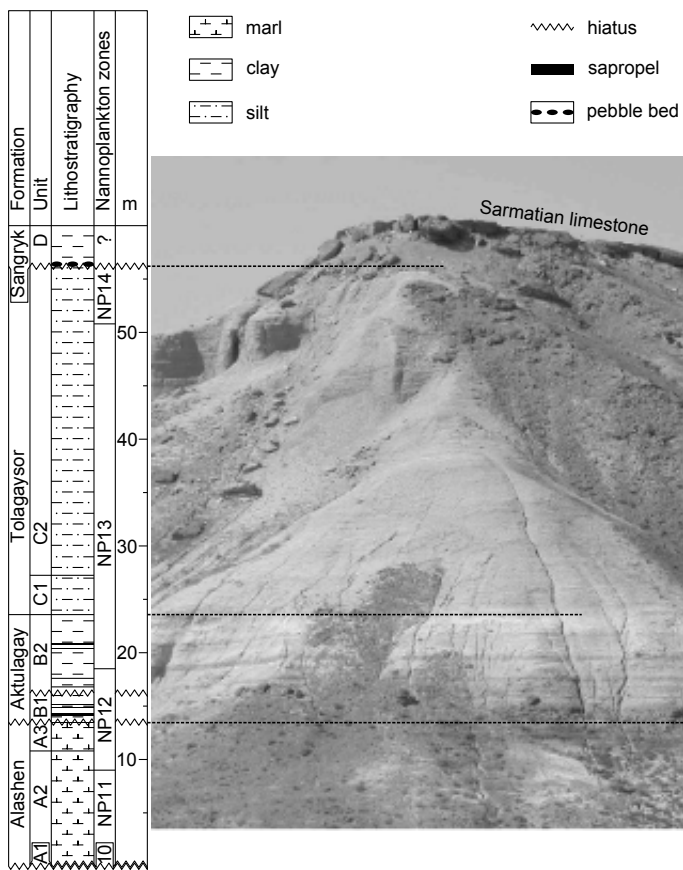 marl
clay
silt
hiatus
sapropel
pebble bed
Formation
Unit
Lithostratigraphy
Nannoplankton zones
m
Sarmatian limestone
Sangryk
D
?
NP14
50
40
Tolagaysor
C2
NP13
30
C1
Aktulagay
B2
20
B1
NP12
A3
10
Alashen
A2
NP11
A1
10